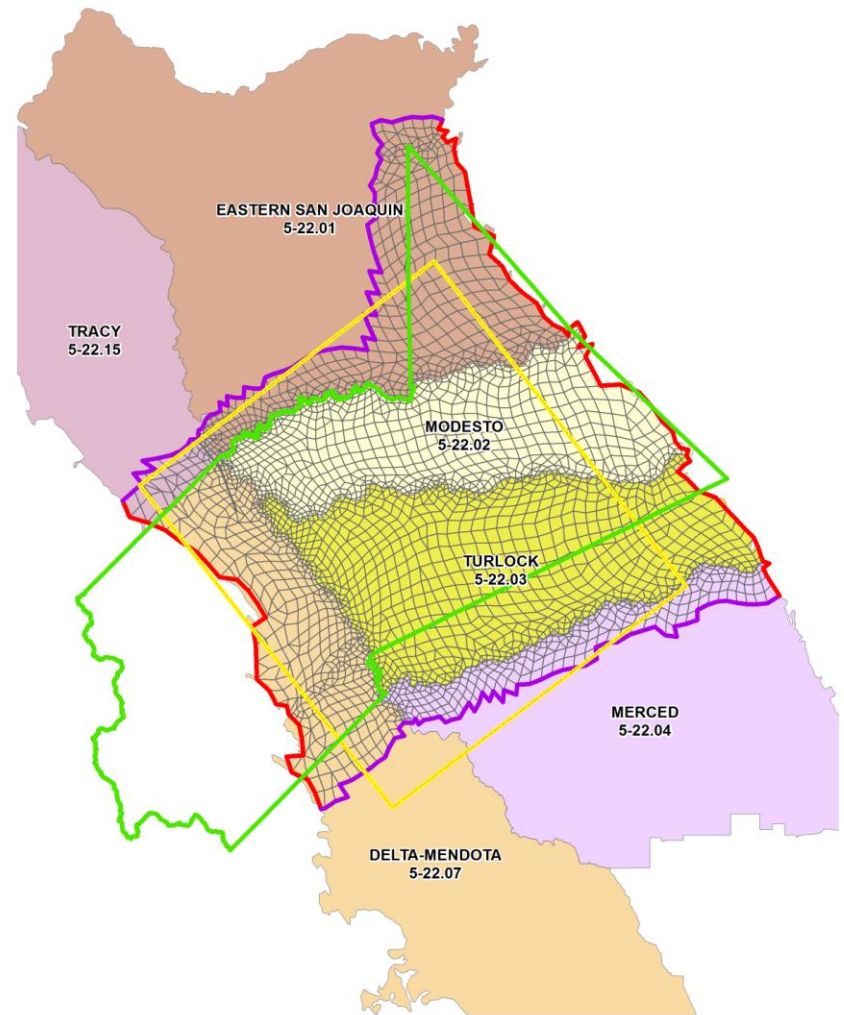 EASTERN SAN JOAQUIN
5-22.01
TRACY
5-22.15
MODESTO
5-22.02
TURLOCK
5-22.03
MERCED
5-22.04
DELTA-MENDOTA
5-22.07